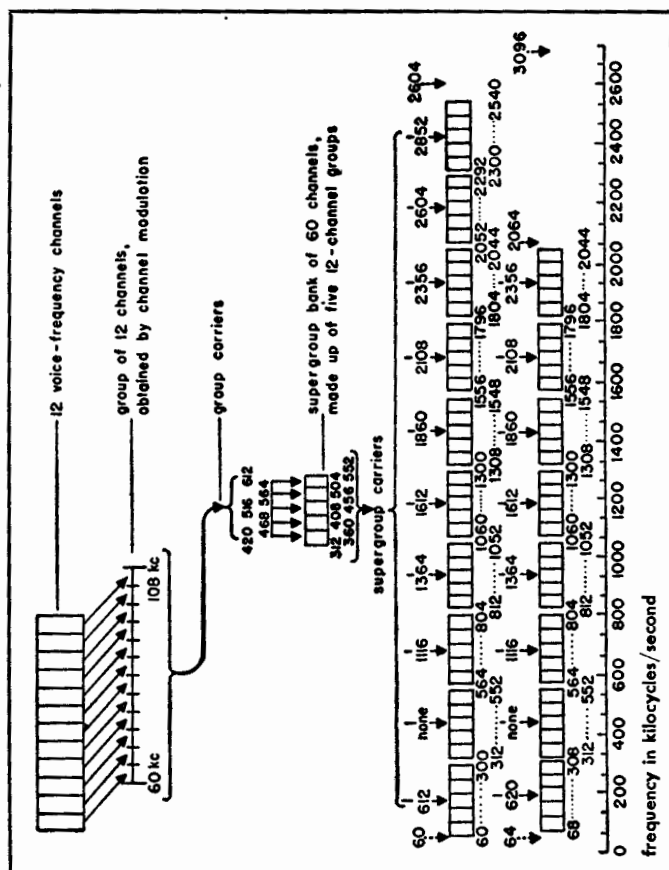 12 voice-frequency channels
group of 12 channels,
obtained by channel modulation
60 kc 108 kc
group carriers
420 516 612
468 564
supergroup bank of 60 channels,
made up of five 12-channel groups
312 408 504
360 456 552
supergroup carriers
60 612 none 1116 1364 1612 1860 2108 2356 2604 2852 2604
60......300 564......804 1060......1300 1556......1796 2052......2292
312......552 812......1052 1308......1548 1804......2044 2300......2540
64 620 none 1116 1364 1612 1860 2108 2356 2064 3096
68......308 564......804 1060......1300 1556......1796
312......552 812......1052 1308......1548 1804......2044
0 200 400 600 800 1000 1200 1400 1600 1800 2000 2200 2400 2600
frequency in kilocycles/second